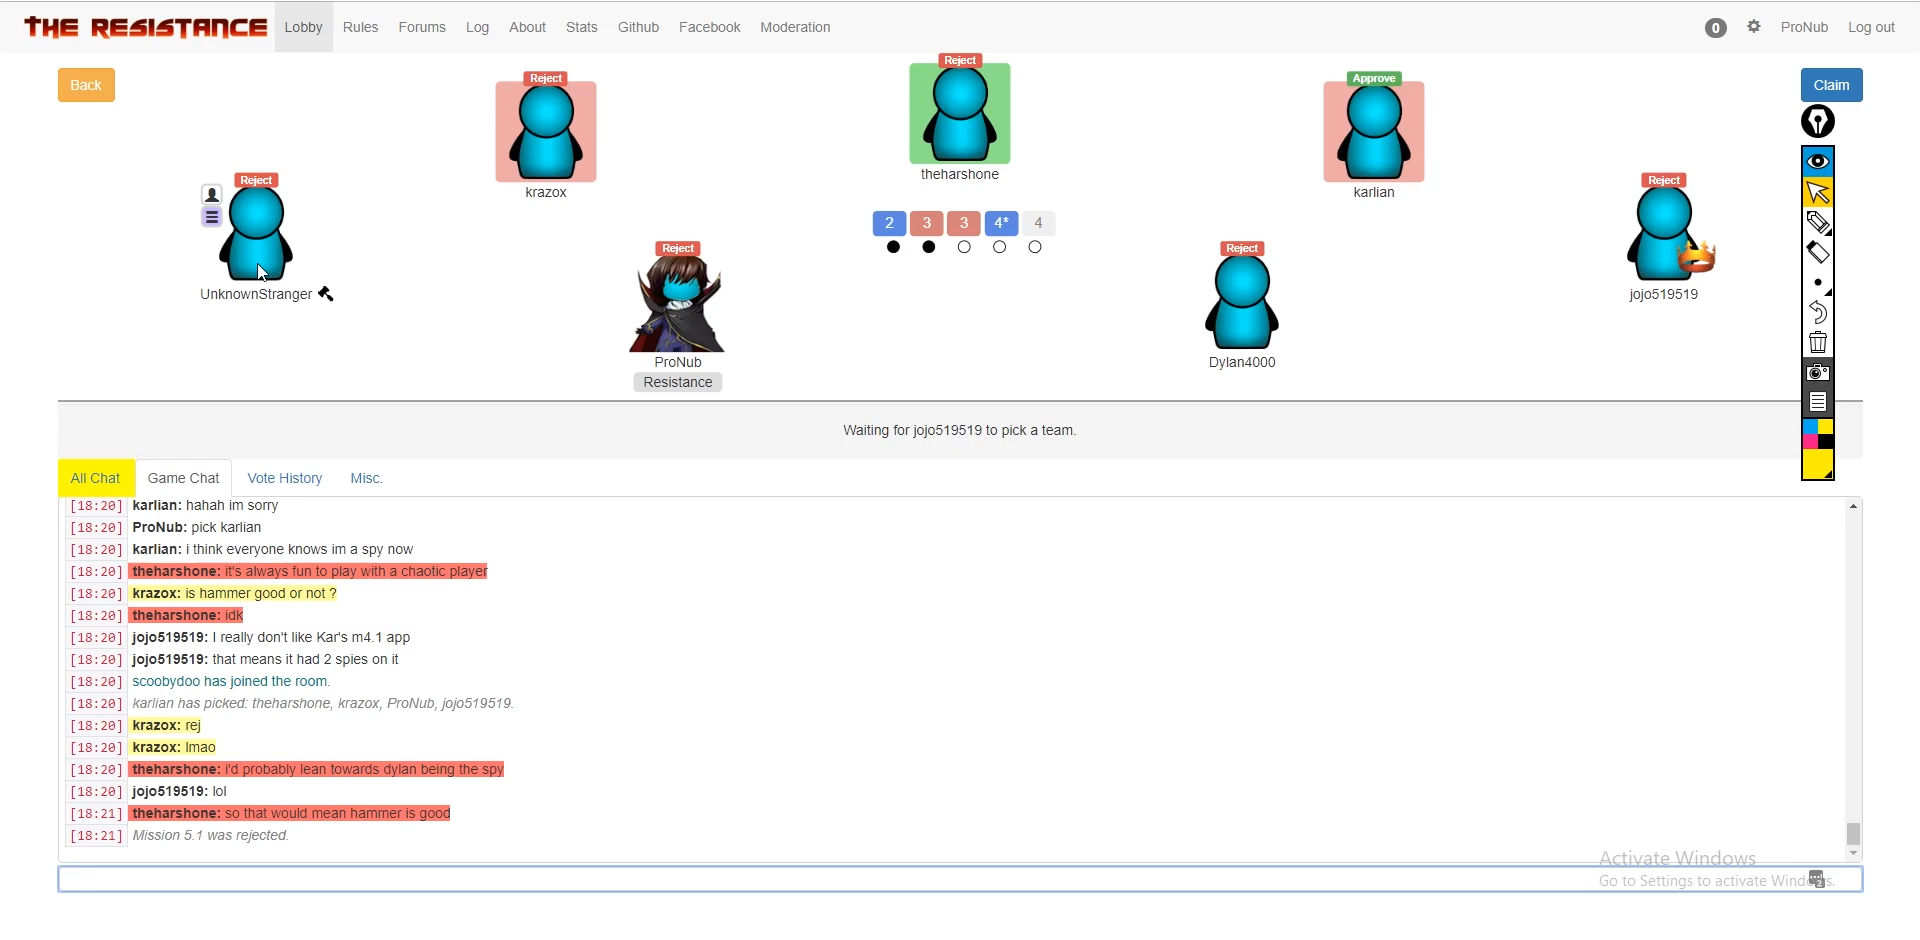 THE RESISTANCE Lobby Rules Forums Log About Stats Github Facebook Moderation 0 ProNub Log out
Back
Claim
Reject
krazox
Reject
theharshone
Approve
karlian
Reject
UnknownStranger
Reject
jojo519519
2 3 3 4* 4
Reject
ProNub
Resistance
Reject
Dylan4000
Waiting for jojo519519 to pick a team.
All Chat Game Chat Vote History Misc.
[18:20] karlian: hahah im sorry
[18:20] ProNub: pick karlian
[18:20] karlian: i think everyone knows im a spy now
[18:20] theharshone: it's always fun to play with a chaotic player
[18:20] krazox: is hammer good or not ?
[18:20] theharshone: idk
[18:20] jojo519519: I really don't like Kar's m4.1 app
[18:20] jojo519519: that means it had 2 spies on it
[18:20] scoobydoo has joined the room.
[18:20] karlian has picked: theharshone, krazox, ProNub, jojo519519.
[18:20] krazox: rej
[18:20] krazox: lmao
[18:20] theharshone: i'd probably lean towards dylan being the spy
[18:20] jojo519519: lol
[18:21] theharshone: so that would mean hammer is good
[18:21] Mission 5.1 was rejected.
Activate Windows
Go to Settings to activate Windows.